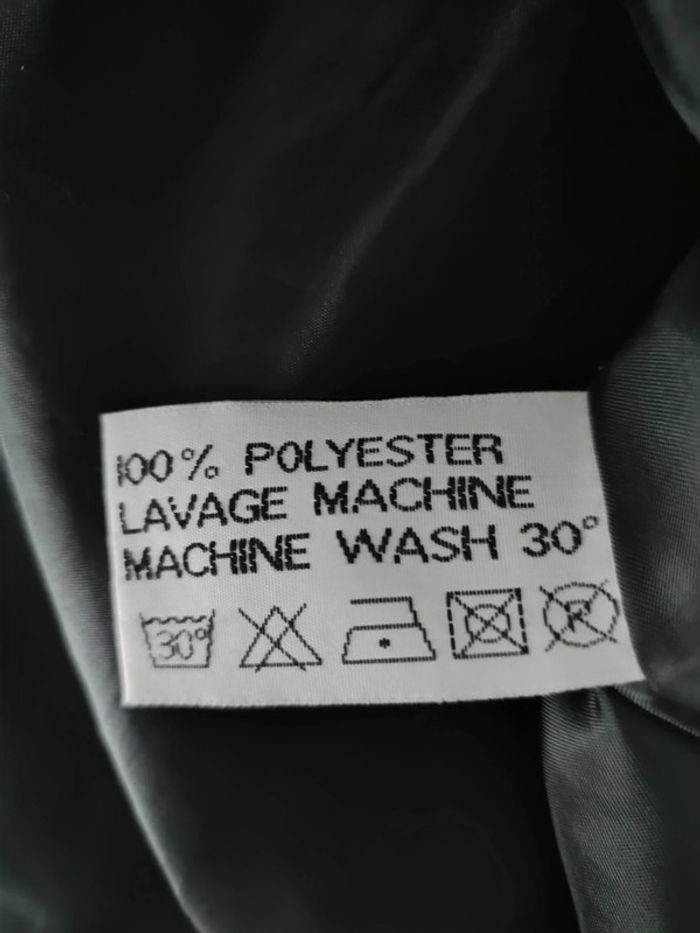 100% POLYESTER
LAVAGE MACHINE
MACHINE WASH 30°
30° R